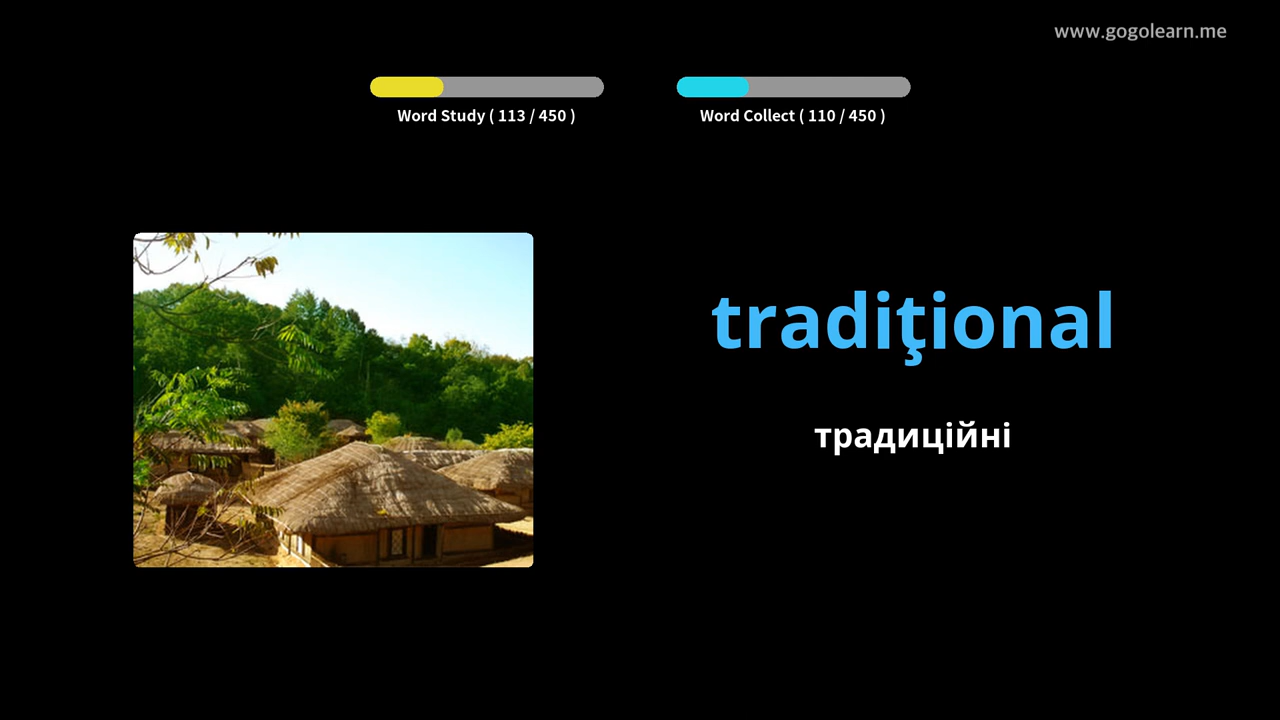 www.gogolearn.me
Word Study ( 113 / 450 )
Word Collect ( 110 / 450 )
tradiţional
традиційні